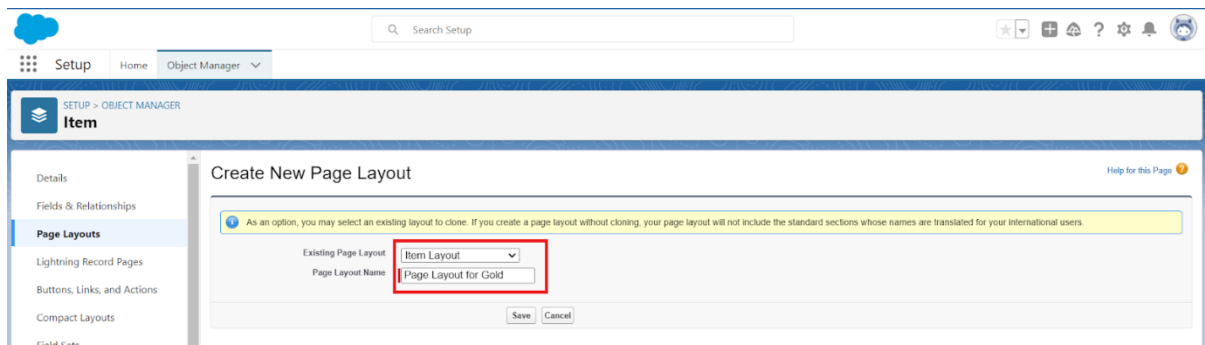 Search Setup
Setup Home Object Manager
SETUP > OBJECT MANAGER
Item
Details
Fields & Relationships
Page Layouts
Lightning Record Pages
Buttons, Links, and Actions
Compact Layouts
Field Sets
Create New Page Layout
Help for this Page
As an option, you may select an existing layout to clone. If you create a page layout without cloning, your page layout will not include the standard sections whose names are translated for your international users.
Existing Page Layout Item Layout
Page Layout Name Page Layout for Gold
Save Cancel